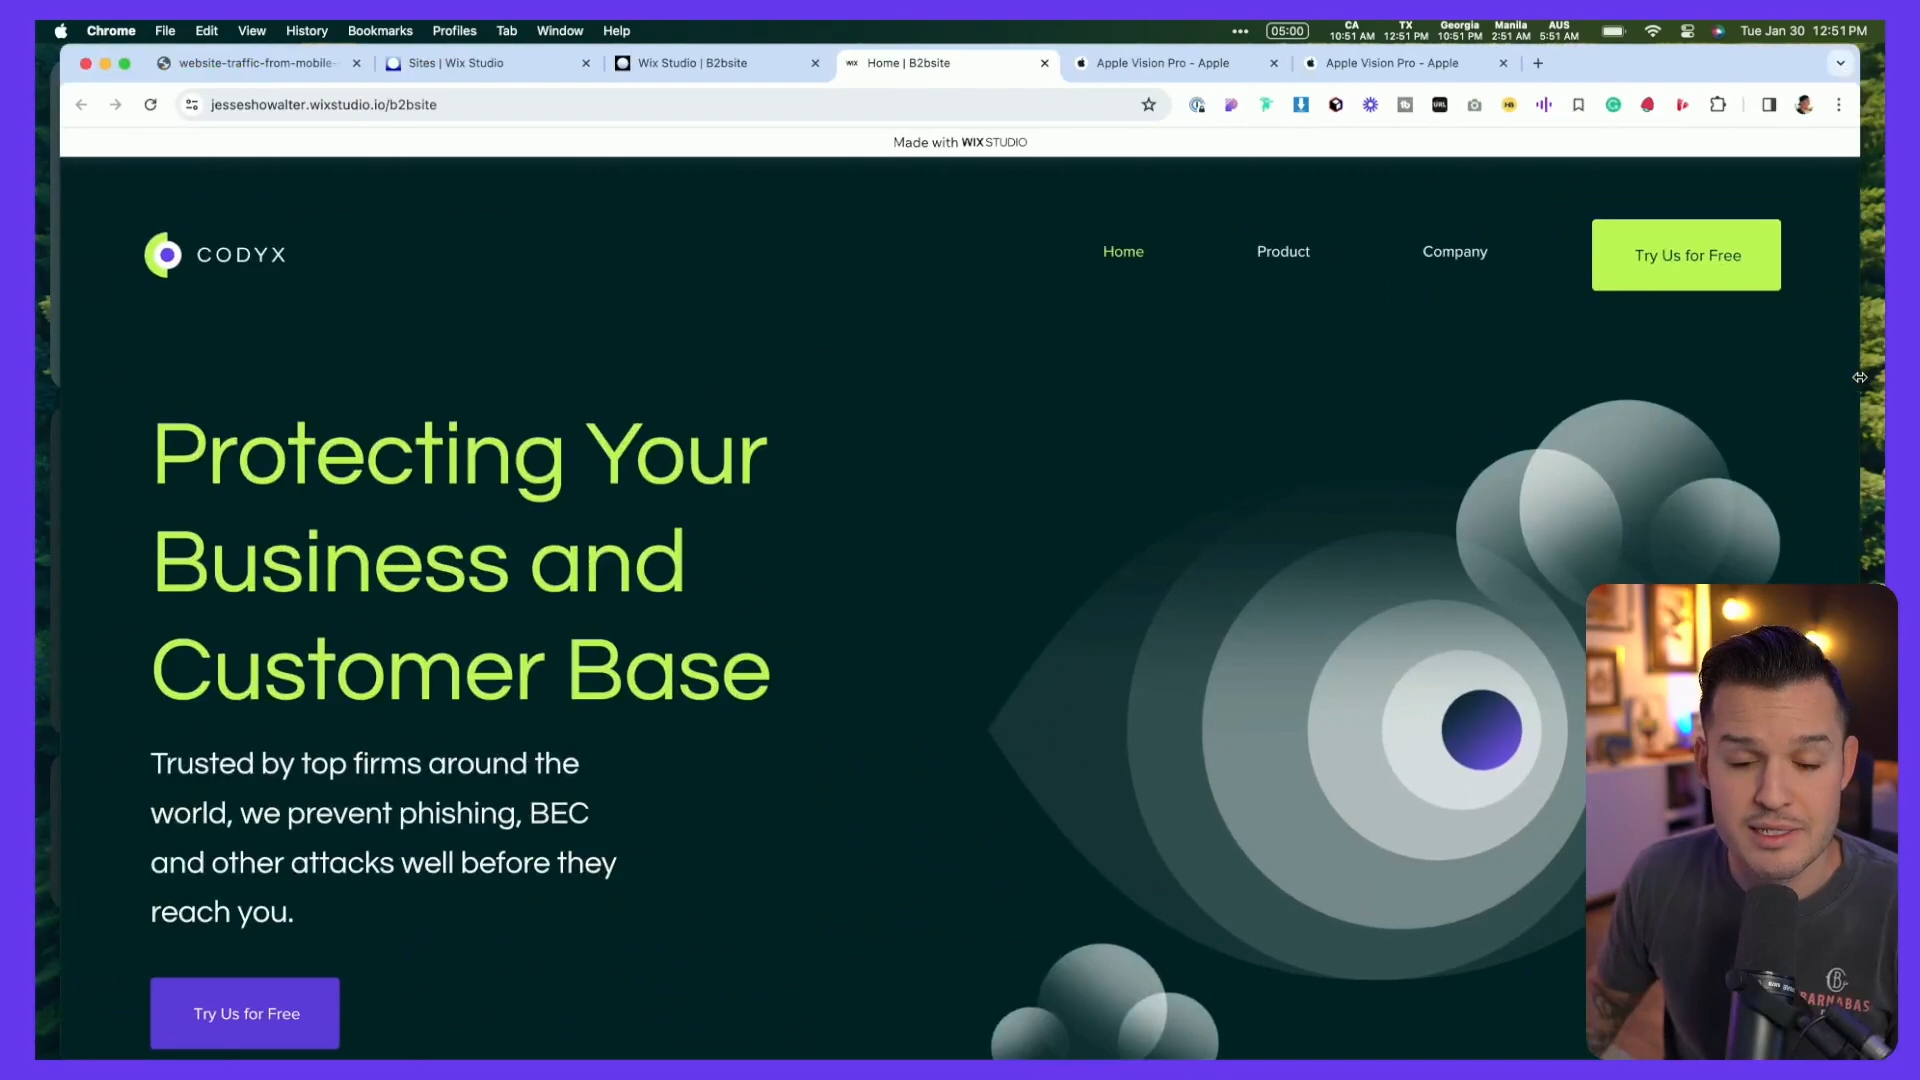 Chrome File Edit View History Bookmarks Profiles Tab Window Help
05:00
CA
10:51 AM
TX
12:51 PM
Georgia
10:51 PM
Manila
2:51 AM
AUS
5:51 AM
Tue Jan 30 12:51 PM
website-traffic-from-mobile-
Sites | Wix Studio
Wix Studio | B2bsite
WIX
Home | B2bsite
Apple Vision Pro - Apple
Apple Vision Pro - Apple
jesseshowalter.wixstudio.io/b2bsite
Made with WIX STUDIO
CODYX
Home
Product
Company
Try Us for Free
Protecting Your
Business and
Customer Base
Trusted by top firms around the
world, we prevent phishing, BEC
and other attacks well before they
reach you.
Try Us for Free
BARNABAS